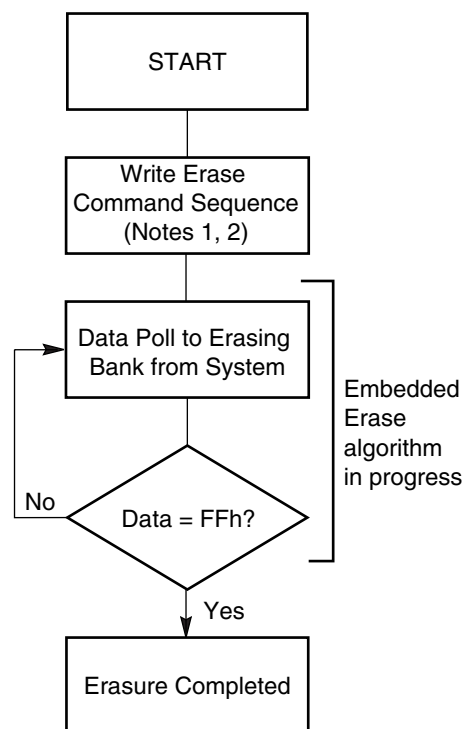 START
Write Erase
Command Sequence
(Notes 1, 2)
Data Poll to Erasing
Bank from System
Embedded
Erase
algorithm
in progress
No
Data = FFh?
Yes
Erasure Completed